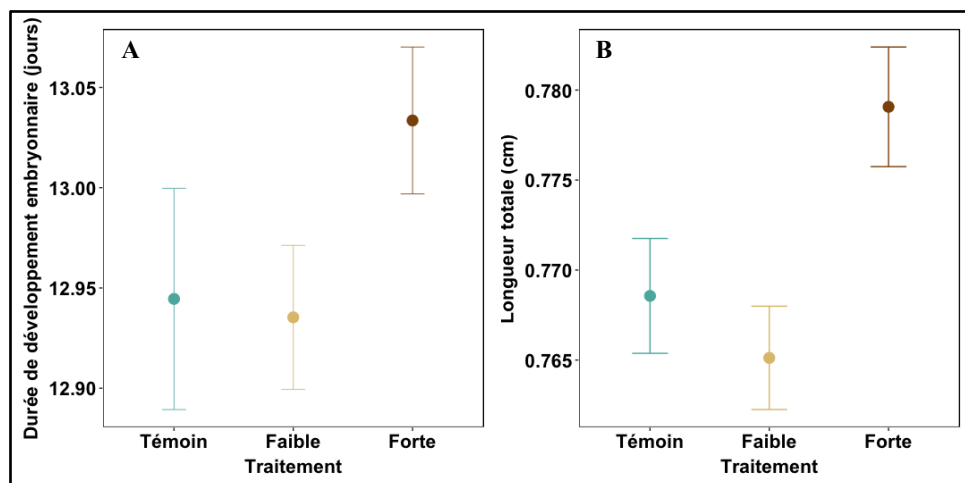 A
Durée de développement embryonnaire (jours)
13.05
13.00
12.95
12.90
Témoin Faible Forte
Traitement
B
Longueur totale (cm)
0.780
0.775
0.770
0.765
Témoin Faible Forte
Traitement